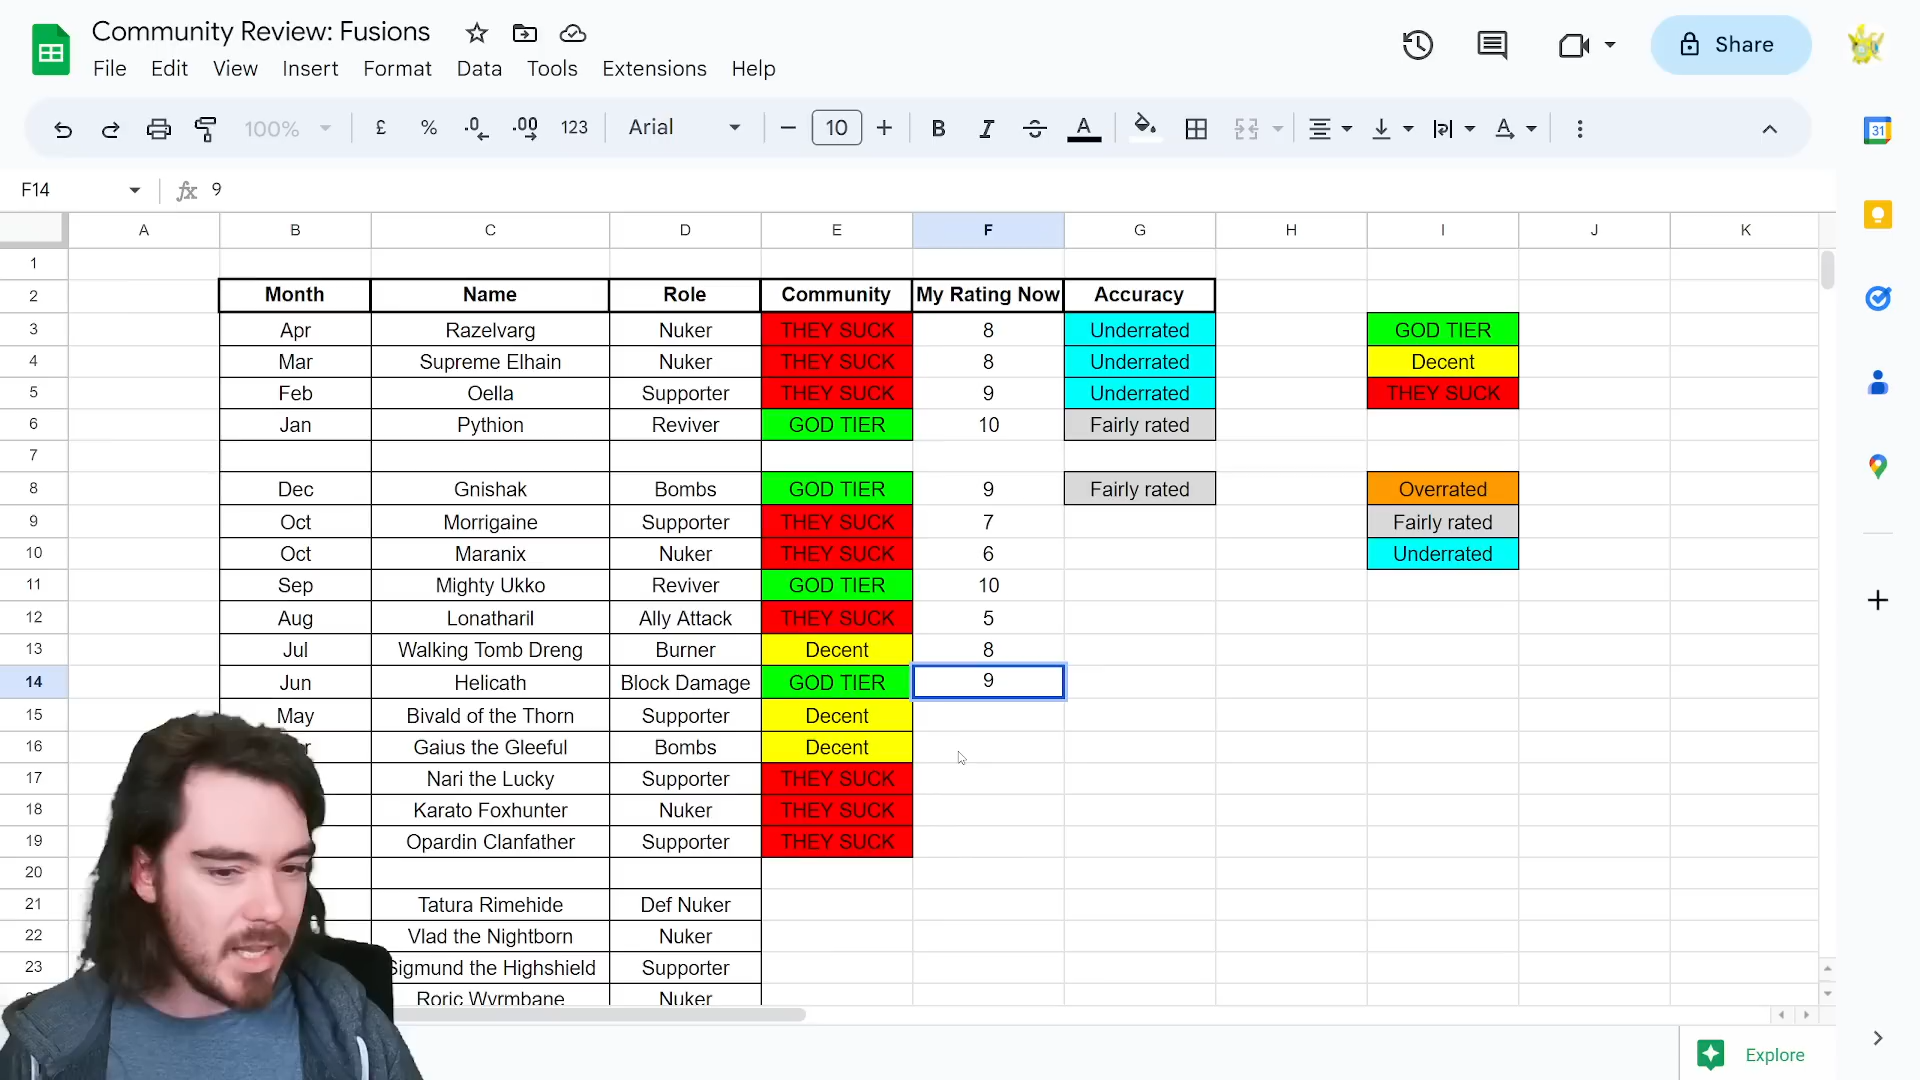 Community Review: Fusions
File Edit View Insert Format Data Tools Extensions Help
Share
100% £ % .0 .00 123 Arial 10 B I A
31
F14 fx 9
A B C D E F G H I J K
1
2 Month Name Role Community My Rating Now Accuracy
3 Apr Razelvarg Nuker THEY SUCK 8 Underrated GOD TIER
4 Mar Supreme Elhain Nuker THEY SUCK 8 Underrated Decent
5 Feb Oella Supporter THEY SUCK 9 Underrated THEY SUCK
6 Jan Pythion Reviver GOD TIER 10 Fairly rated
7
8 Dec Gnishak Bombs GOD TIER 9 Fairly rated Overrated
9 Oct Morrigaine Supporter THEY SUCK 7 Fairly rated
10 Oct Maranix Nuker THEY SUCK 6 Underrated
11 Sep Mighty Ukko Reviver GOD TIER 10
12 Aug Lonatharil Ally Attack THEY SUCK 5
13 Jul Walking Tomb Dreng Burner Decent 8
14 Jun Helicath Block Damage GOD TIER 9
15 May Bivald of the Thorn Supporter Decent
16 Gaius the Gleeful Bombs Decent
17 Nari the Lucky Supporter THEY SUCK
18 Karato Foxhunter Nuker THEY SUCK
19 Opardin Clanfather Supporter THEY SUCK
20
21 Tatura Rimehide Def Nuker
22 Vlad the Nightborn Nuker
23 Sigmund the Highshield Supporter
Roric Wyrmbane Nuker
Explore